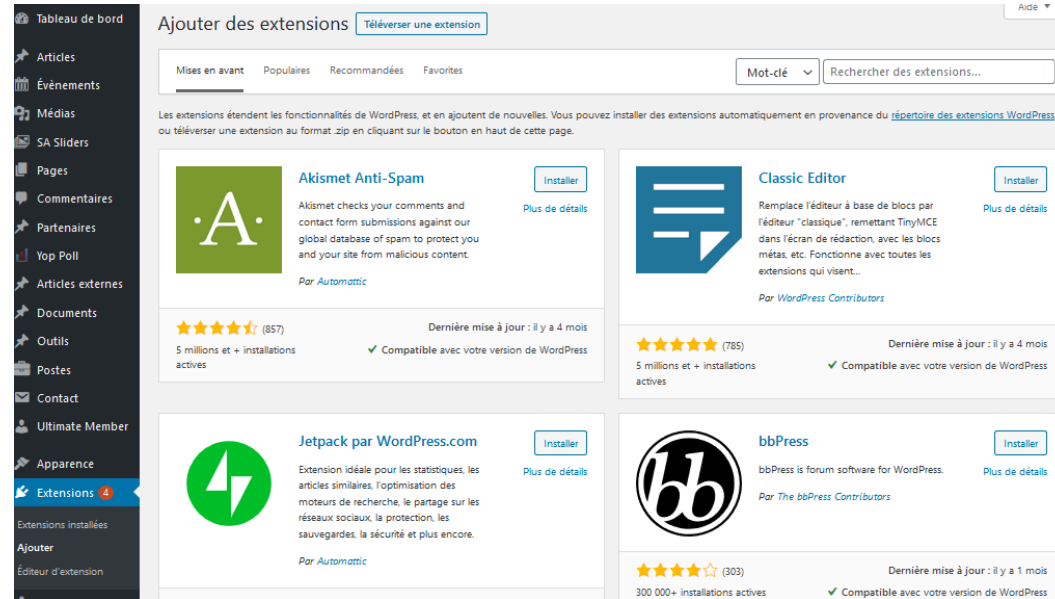 Tableau de bord
Articles
Évènements
Médias
SA Sliders
Pages
Commentaires
Partenaires
Yop Poll
Articles externes
Documents
Outils
Postes
Contact
Ultimate Member
Apparence
Extensions 4
Extensions installées
Ajouter
Éditeur d'extension
Aide
Ajouter des extensions Téléverser une extension
Mises en avant Populaires Recommandées Favorites Mot-clé Rechercher des extensions...
Les extensions étendent les fonctionnalités de WordPress, et en ajoutent de nouvelles. Vous pouvez installer des extensions automatiquement en provenance du répertoire des extensions WordPress
ou téléverser une extension au format .zip en cliquant sur le bouton en haut de cette page.
·A·
Akismet Anti-Spam
Installer
Plus de détails
Akismet checks your comments and
contact form submissions against our
global database of spam to protect you
and your site from malicious content.
Par Automattic
(857)
Dernière mise à jour : il y a 4 mois
5 millions et + installations
actives
Compatible avec votre version de WordPress
Classic Editor
Installer
Plus de détails
Remplace l'éditeur à base de blocs par
l'éditeur "classique", remettant TinyMCE
dans l'écran de rédaction, avec les blocs
métas, etc. Fonctionne avec toutes les
extensions qui visent...
Par WordPress Contributors
(785)
Dernière mise à jour : il y a 4 mois
5 millions et + installations
actives
Compatible avec votre version de WordPress
Jetpack par WordPress.com
Installer
Plus de détails
Extension idéale pour les statistiques, les
articles similaires, l'optimisation des
moteurs de recherche, le partage sur les
réseaux sociaux, la protection, les
sauvegardes, la sécurité et plus encore.
Par Automattic
bb
bbPress
Installer
Plus de détails
bbPress is forum software for WordPress.
Par The bbPress Contributors
(303)
Dernière mise à jour : il y a 1 mois
300 000+ installations actives
Compatible avec votre version de WordPress